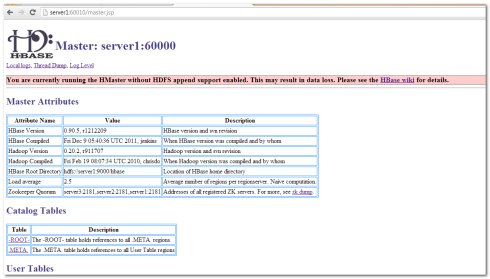 server1:60010/master.jsp
HBASE
Master: server1:60000
Local logs, Thread Dump, Log Level
You are currently running the HMaster without HDFS append support enabled. This may result in data loss. Please see the HBase wiki for details.
Master Attributes
Attribute Name Value Description
HBase Version 0.90.5, r1212209 HBase version and svn revision
HBase Compiled Fri Dec 9 05:40:36 UTC 2011, jenkins When HBase version was compiled and by whom
Hadoop Version 0.20.2, r911707 Hadoop version and svn revision
Hadoop Compiled Fri Feb 19 08:07:34 UTC 2010, chrisdo When Hadoop version was compiled and by whom
HBase Root Directory hdfs://server1:9000/hbase Location of HBase home directory
Load average 2.5 Average number of regions per regionserver. Naive computation.
Zookeeper Quorum server3:2181,server2:2181,server1:2181 Addresses of all registered ZK servers. For more, see zk dump.
Catalog Tables
Table Description
-ROOT- The -ROOT- table holds references to all .META. regions
.META. The .META. table holds references to all User Table regions
User Tables